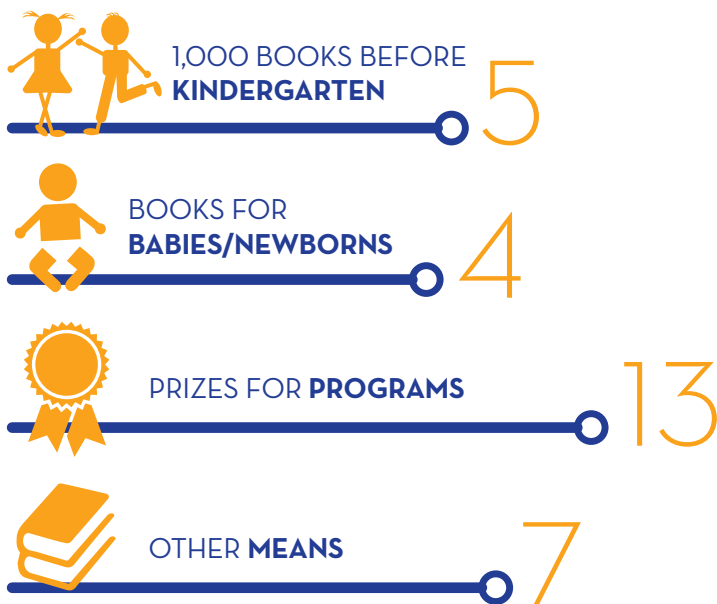 1,000 BOOKS BEFORE
KINDERGARTEN
5
BOOKS FOR
BABIES/NEWBORNS
4
PRIZES FOR PROGRAMS
13
OTHER MEANS
7